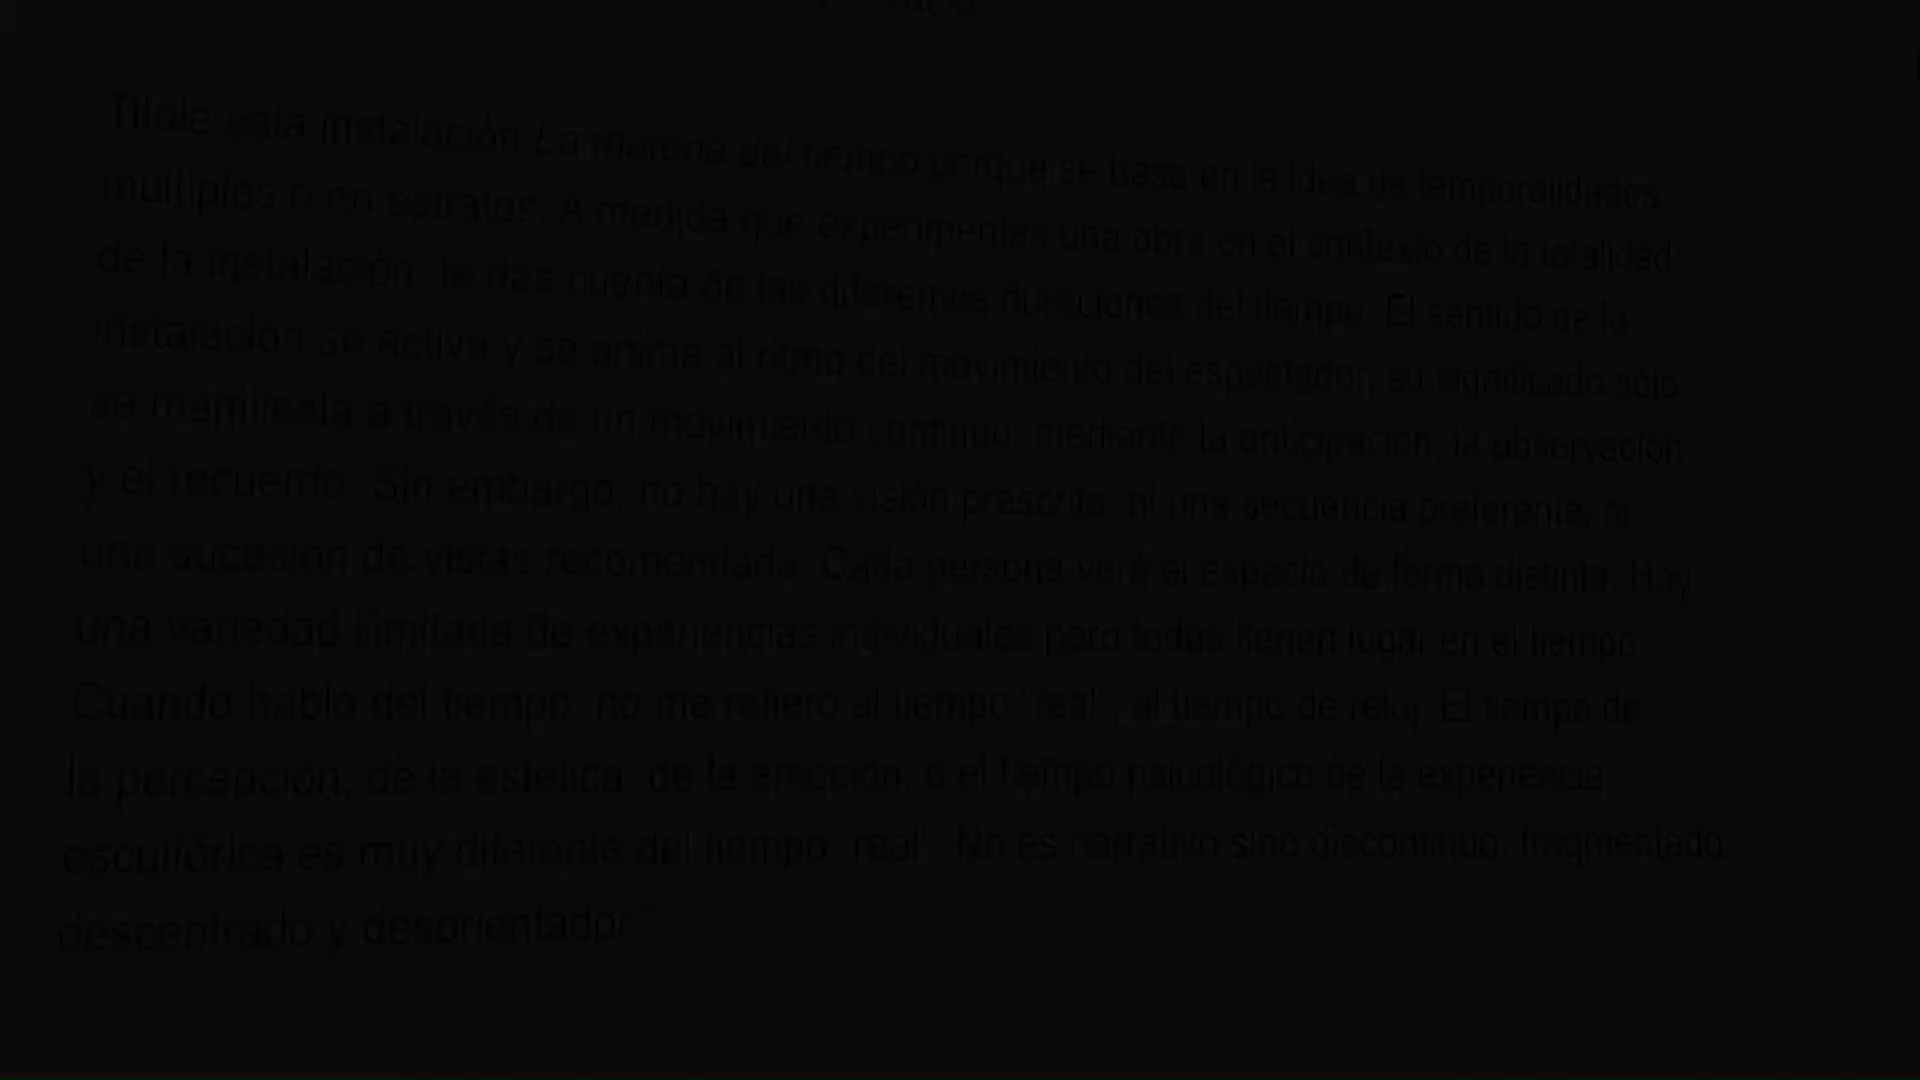 Titulé esta instalación La materia del tiempo porque se basa en la idea de temporalidades
múltiples o en estratos. A medida que experimentas una obra en el contexto de la totalidad
de la instalación, te das cuenta de las diferentes duraciones del tiempo. El sentido de la
instalación se activa y se anima al ritmo del movimiento del espectador, su significado sólo
se manifiesta a través de un movimiento continuo, mediante la anticipación, la observación
y el recuerdo. Sin embargo, no hay una visión prescrita, ni una secuencia preferente, ni
una sucesión de vistas recomendada. Cada persona verá el espacio de forma distinta. Hay
una variedad ilimitada de experiencias individuales pero todas tienen lugar en el tiempo.
Cuando hablo del tiempo, no me refiero al tiempo "real", al tiempo de reloj. El tiempo de
la percepción, de la estética, de la emoción, o el tiempo psicológico de la experiencia
escultórica es muy diferente del tiempo "real". No es narrativo sino discontinuo, fragmentado,
descentrado y desorientador"